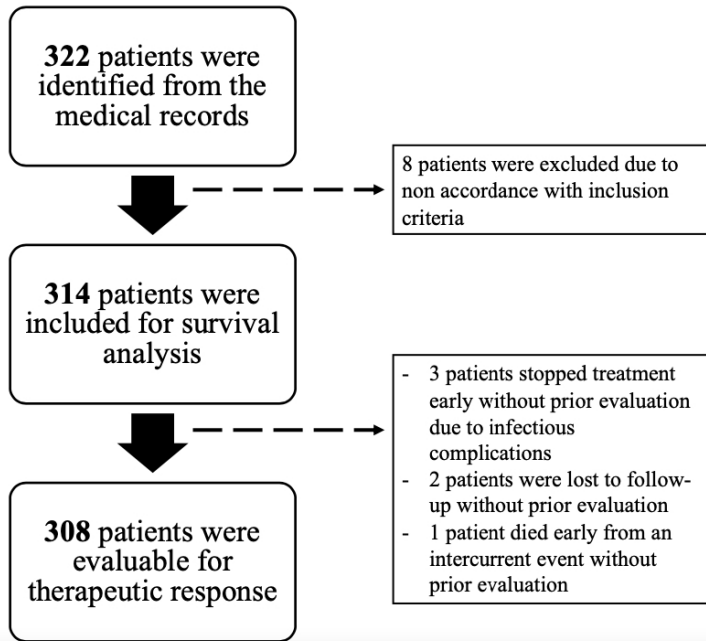 322 patients were
identified from the
medical records
8 patients were excluded due to
non accordance with inclusion
criteria
314 patients were
included for survival
analysis
- 3 patients stopped treatment
early without prior evaluation
due to infectious
complications
- 2 patients were lost to follow-
up without prior evaluation
- 1 patient died early from an
intercurrent event without
prior evaluation
308 patients were
evaluable for
therapeutic response